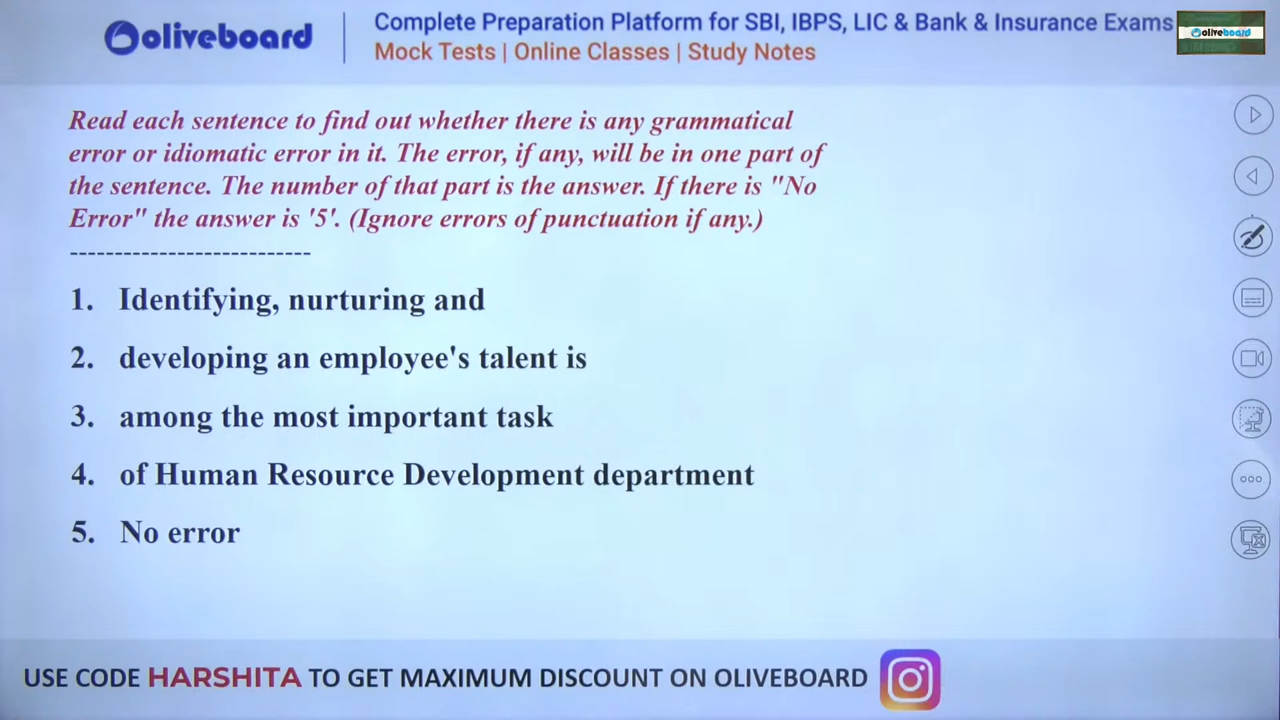 oliveboard
Complete Preparation Platform for SBI, IBPS, LIC & Bank & Insurance Exams
Mock Tests | Online Classes | Study Notes
oliveboard
Read each sentence to find out whether there is any grammatical
error or idiomatic error in it. The error, if any, will be in one part of
the sentence. The number of that part is the answer. If there is "No
Error" the answer is '5'. (Ignore errors of punctuation if any.)
---------------------------
1. Identifying, nurturing and
2. developing an employee's talent is
3. among the most important task
4. of Human Resource Development department
5. No error
USE CODE HARSHITA TO GET MAXIMUM DISCOUNT ON OLIVEBOARD